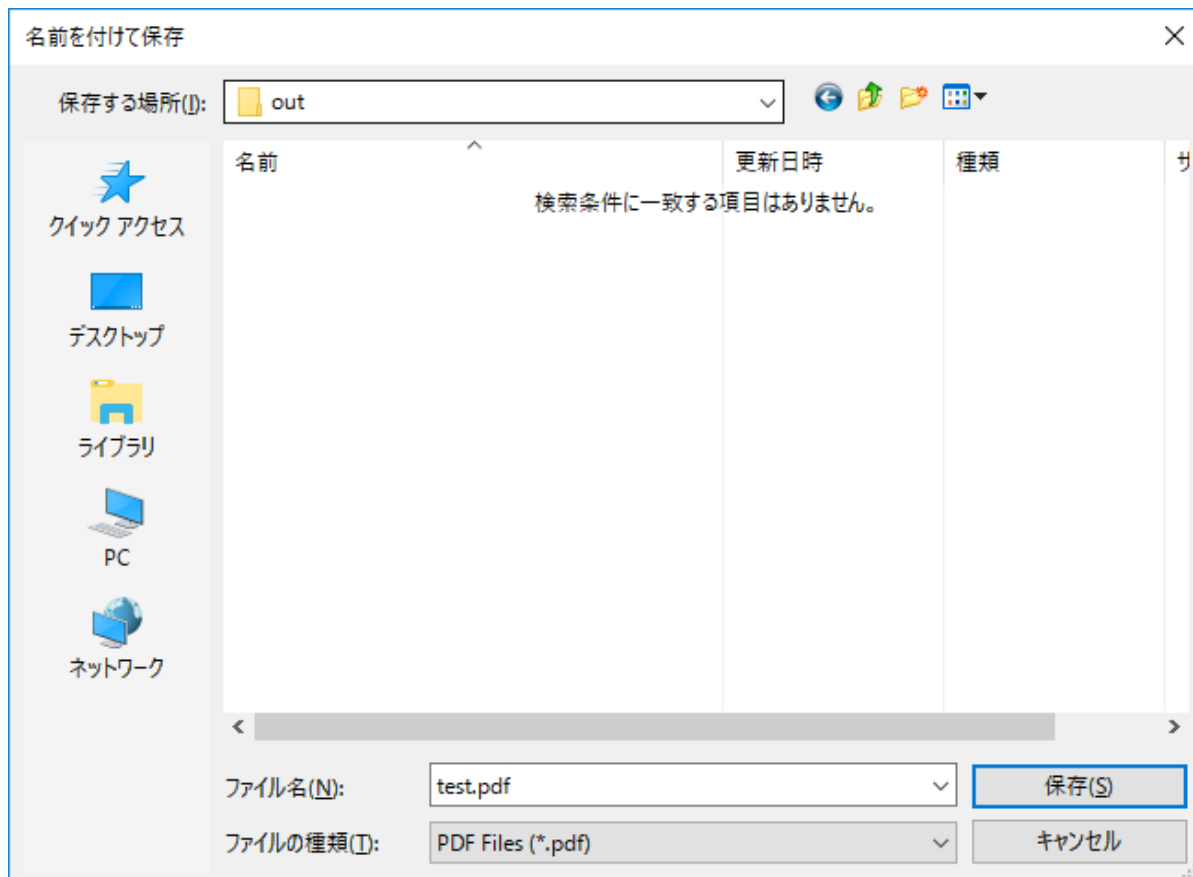 名前を付けて保存
保存する場所(I): out
名前 更新日時 種類 サ
検索条件に一致する項目はありません。
クイック アクセス
デスクトップ
ライブラリ
PC
ネットワーク
ファイル名(N): test.pdf 保存(S)
ファイルの種類(T): PDF Files (*.pdf) キャンセル